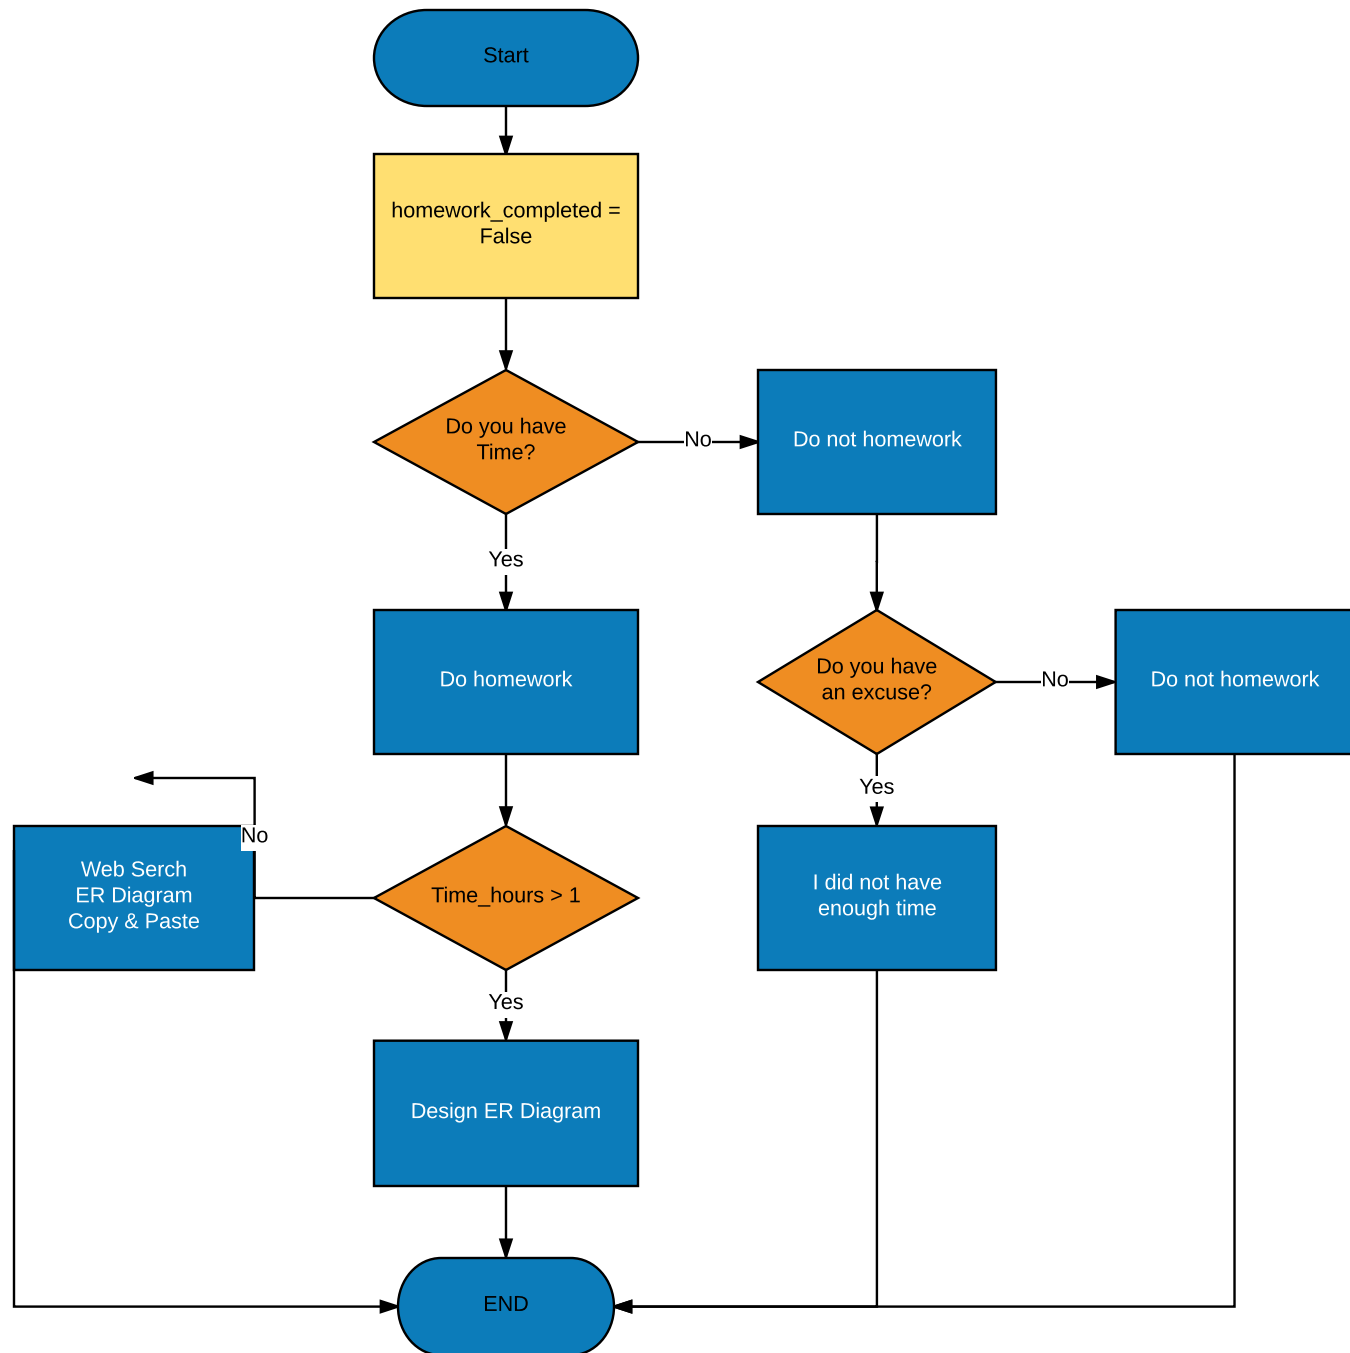 Start
homework_completed =
False
Do you have
Time?
No
Do not homework
Yes
Do homework
Do you have
an excuse?
No
Do not homework
Yes
No
Web Serch
ER Diagram
Copy & Paste
Time_hours > 1
I did not have
enough time
Yes
Design ER Diagram
END